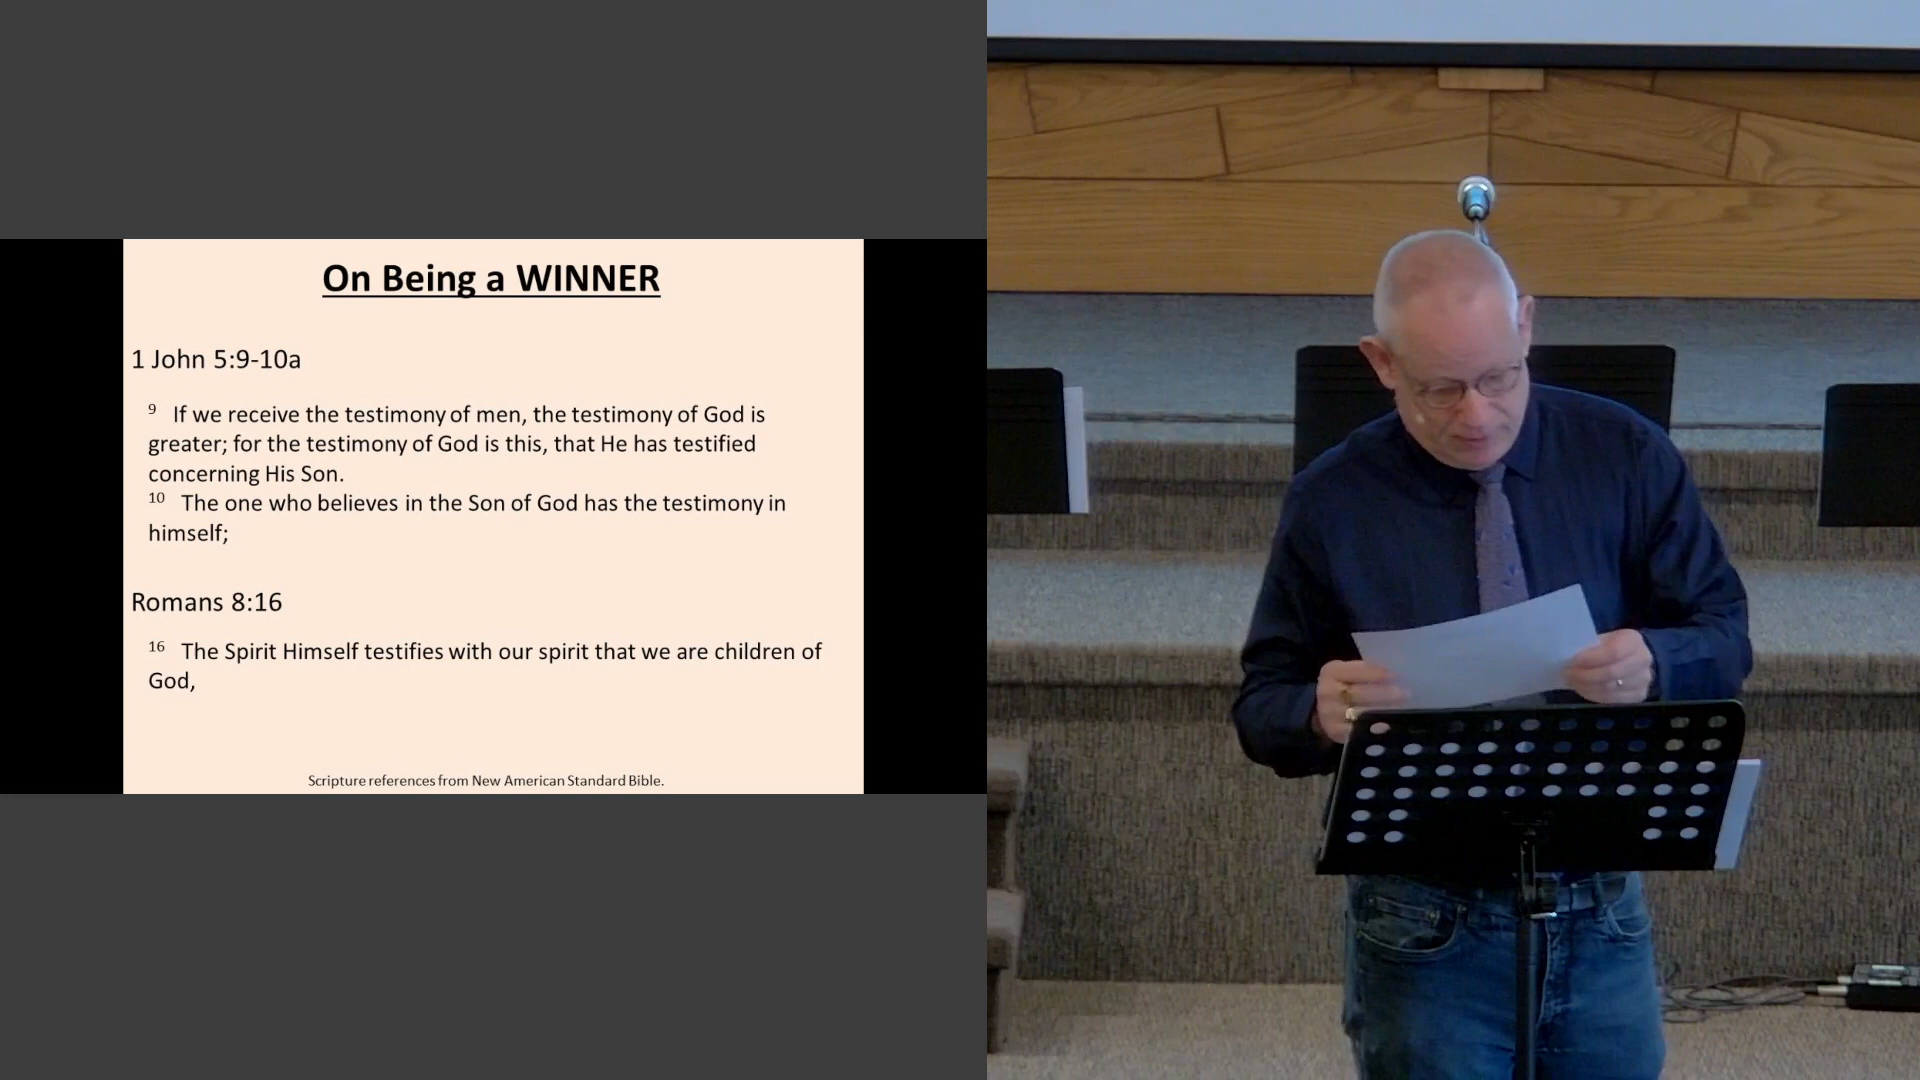 On Being a WINNER
1 John 5:9-10a
9 If we receive the testimony of men, the testimony of God is
greater; for the testimony of God is this, that He has testified
concerning His Son.
10 The one who believes in the Son of God has the testimony in
himself;
Romans 8:16
16 The Spirit Himself testifies with our spirit that we are children of
God,
Scripture references from New American Standard Bible.